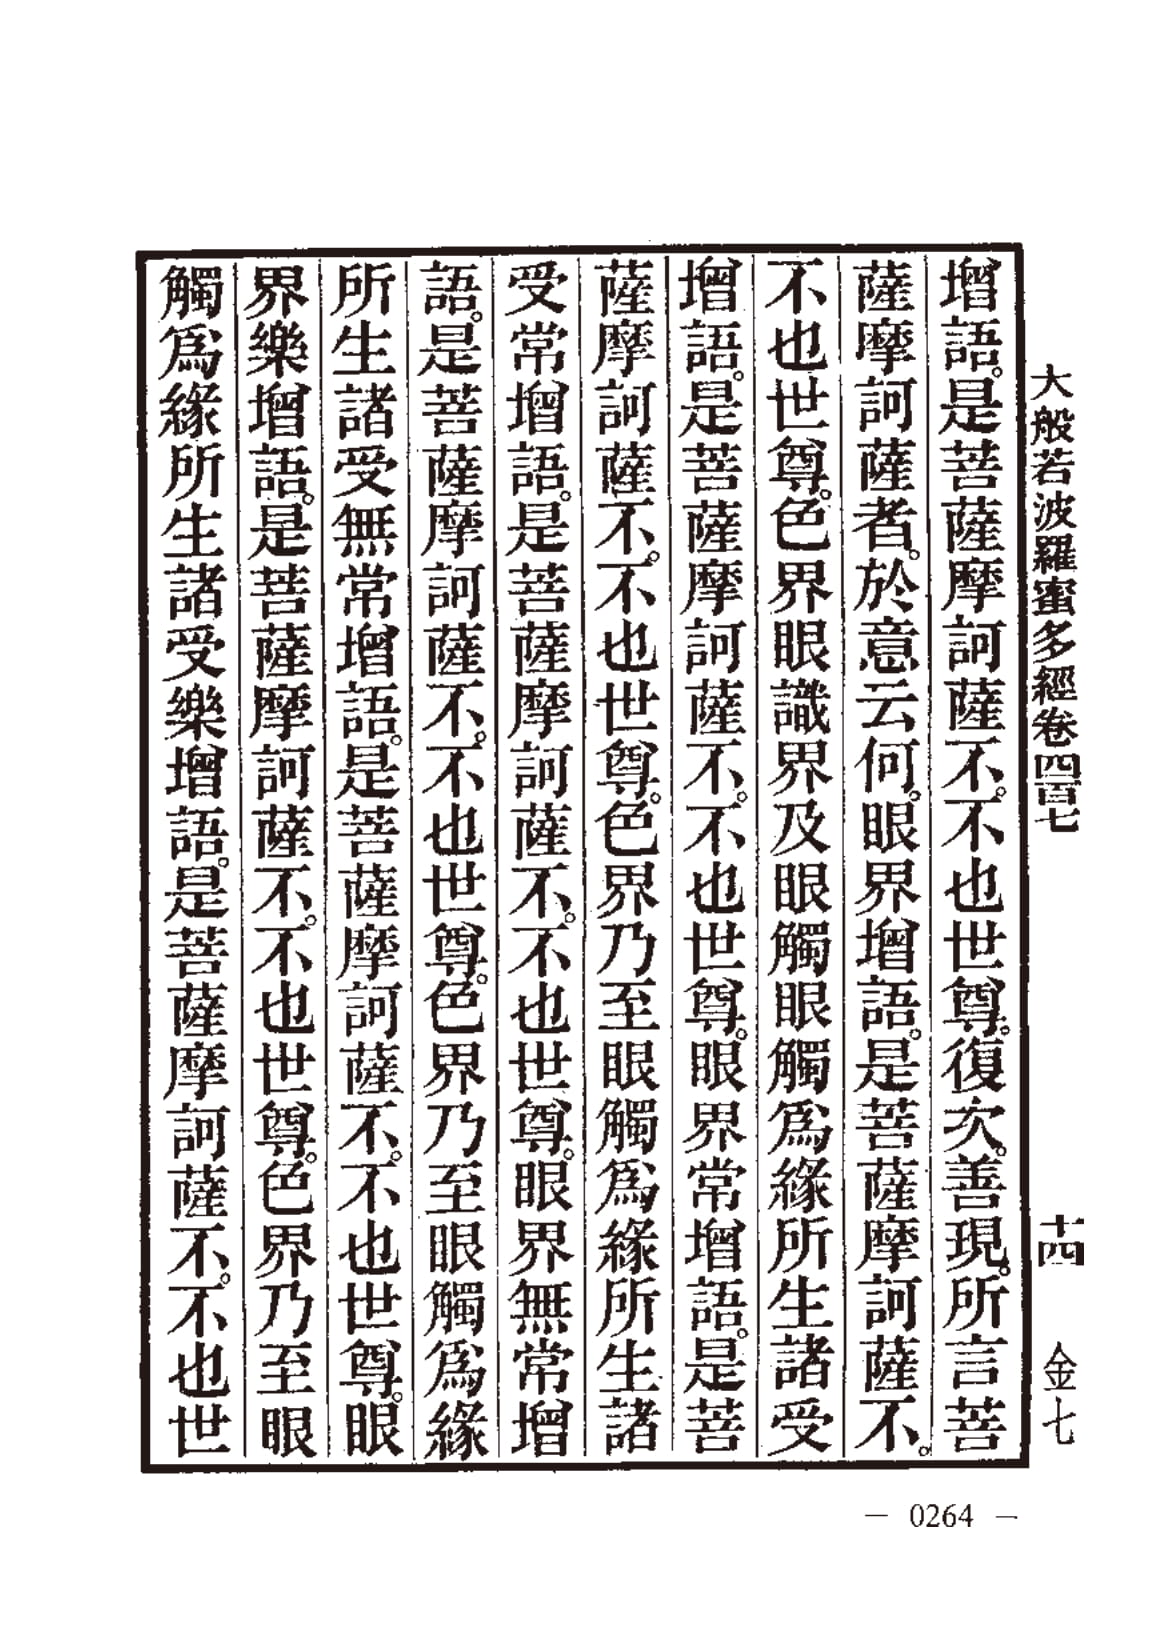 大般若波羅蜜多經卷四百七 十四 金七
增語。是菩薩摩訶薩不。不也世尊。復次。善現。所言菩
薩摩訶薩者。於意云何。眼界增語。是菩薩摩訶薩不。
不也世尊。色界眼識界及眼觸眼觸爲緣所生諸受
增語。是菩薩摩訶薩不。不也世尊。眼界常增語。是菩
薩摩訶薩不。不也世尊。色界乃至眼觸爲緣所生諸
受常增語。是菩薩摩訶薩不。不也世尊。眼界無常增
語。是菩薩摩訶薩不。不也世尊。色界乃至眼觸爲緣
所生諸受無常增語。是菩薩摩訶薩不。不也世尊。眼
界樂增語。是菩薩摩訶薩不。不也世尊。色界乃至眼
觸爲緣所生諸受樂增語。是菩薩摩訶薩不。不也世
— 0264 —